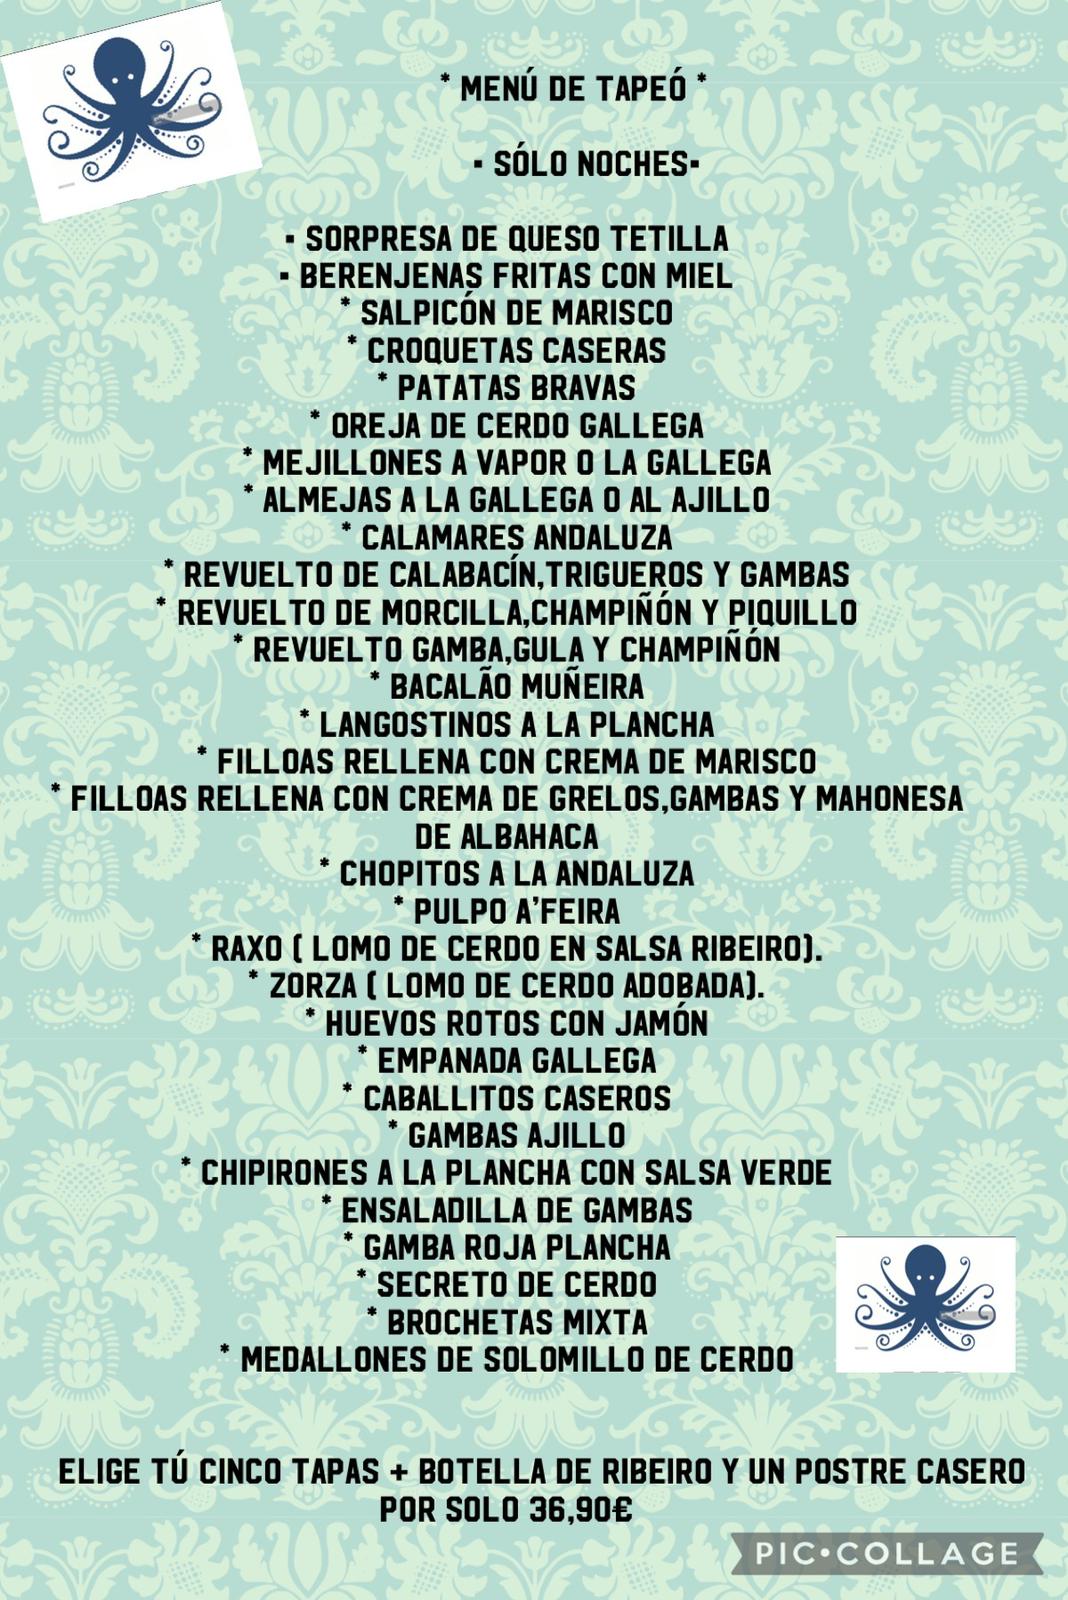 * MENÚ DE TAPEÓ *
- SÓLO NOCHES-
- SORPRESA DE QUESO TETILLA
- BERENJENAS FRITAS CON MIEL
* SALPICÓN DE MARISCO
* CROQUETAS CASERAS
* PATATAS BRAVAS
* OREJA DE CERDO GALLEGA
* MEJILLONES A VAPOR O LA GALLEGA
* ALMEJAS A LA GALLEGA O AL AJILLO
* CALAMARES ANDALUZA
* REVUELTO DE CALABACÍN,TRIGUEROS Y GAMBAS
* REVUELTO DE MORCILLA,CHAMPIÑÓN Y PIQUILLO
* REVUELTO GAMBA,GULA Y CHAMPIÑÓN
* BACALÃO MUÑEIRA
* LANGOSTINOS A LA PLANCHA
* FILLOAS RELLENA CON CREMA DE MARISCO
* FILLOAS RELLENA CON CREMA DE GRELOS,GAMBAS Y MAHONESA
DE ALBAHACA
* CHOPITOS A LA ANDALUZA
* PULPO A’FEIRA
* RAXO ( LOMO DE CERDO EN SALSA RIBEIRO).
* ZORZA ( LOMO DE CERDO ADOBADA).
* HUEVOS ROTOS CON JAMÓN
* EMPANADA GALLEGA
* CABALLITOS CASEROS
* GAMBAS AJILLO
* CHIPIRONES A LA PLANCHA CON SALSA VERDE
* ENSALADILLA DE GAMBAS
* GAMBA ROJA PLANCHA
* SECRETO DE CERDO
* BROCHETAS MIXTA
* MEDALLONES DE SOLOMILLO DE CERDO
ELIGE TÚ CINCO TAPAS + BOTELLA DE RIBEIRO Y UN POSTRE CASERO
POR SOLO 36,90€
PIC•COLLAGE